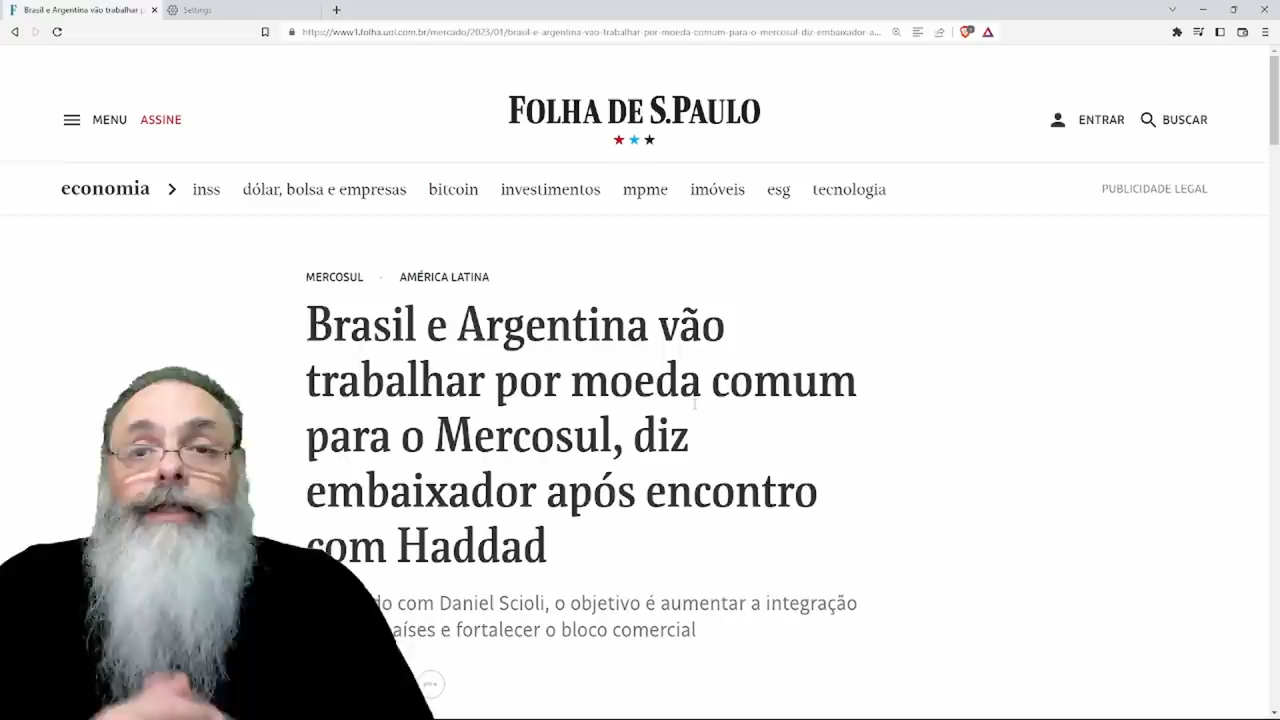 Brasil e Argentina vão trabalhar p
Settings
https://www1.folha.uol.com.br/mercado/2023/01/brasil-e-argentina-vao-trabalhar-por-moeda-comum-para-o-mercosul-diz-embaixador-a...
MENU ASSINE
FOLHA DE S.PAULO
ENTRAR BUSCAR
economia inss dólar, bolsa e empresas bitcoin investimentos mpme imóveis esg tecnologia PUBLICIDADE LEGAL
MERCOSUL AMÉRICA LATINA
Brasil e Argentina vão
trabalhar por moeda comum
para o Mercosul, diz
embaixador após encontro
com Haddad
do com Daniel Scioli, o objetivo é aumentar a integração
aíses e fortalecer o bloco comercial